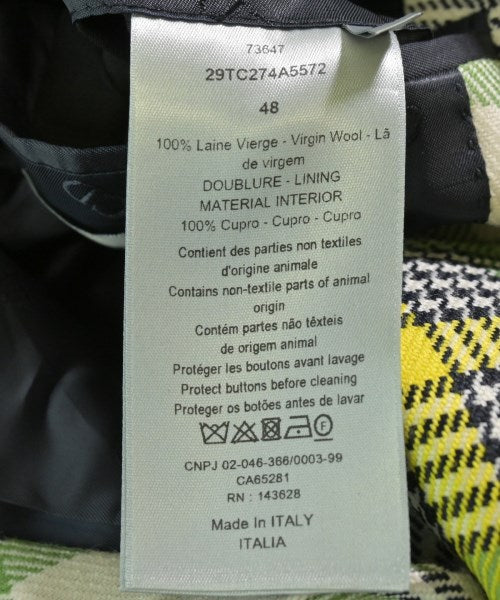 73647
29TC274A5572
48
100% Laine Vierge - Virgin Wool - Lã
de virgem
DOUBLURE - LINING
MATERIAL INTERIOR
100% Cupro - Cupro - Cupro
Contient des parties non textiles
d'origine animale
Contains non-textile parts of animal
origin
Contém partes não têxteis
de origem animal
Protéger les boutons avant lavage
Protect buttons before cleaning
Proteger os botões antes de lavar
F
CNPJ 02-046-366/0003-99
CA65281
RN : 143628
Made In ITALY
ITALIA